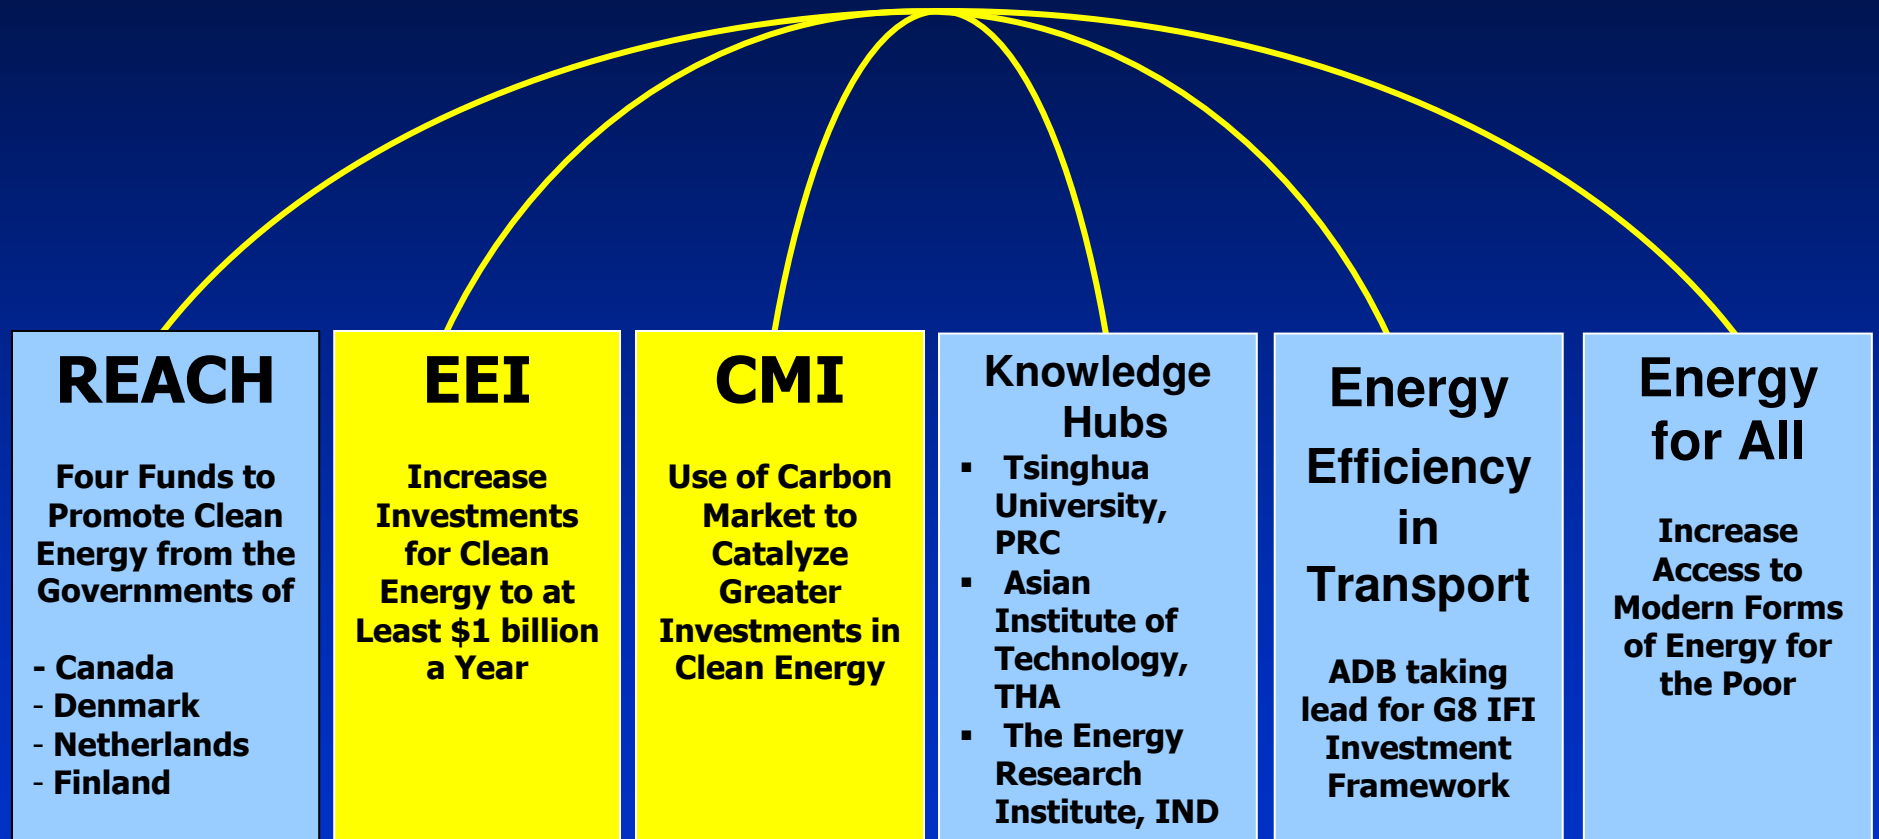 REACH
Four Funds to
Promote Clean
Energy from the
Governments of
- Canada
- Denmark
- Netherlands
- Finland
EEI
Increase
Investments
for Clean
Energy to at
Least $1 billion
a Year
CMI
Use of Carbon
Market to
Catalyze
Greater
Investments in
Clean Energy
Knowledge
Hubs
▪ Tsinghua
University,
PRC
▪ Asian
Institute of
Technology,
THA
▪ The Energy
Research
Institute, IND
Energy
Efficiency
in
Transport
ADB taking
lead for G8 IFI
Investment
Framework
Energy
for All
Increase
Access to
Modern Forms
of Energy for
the Poor